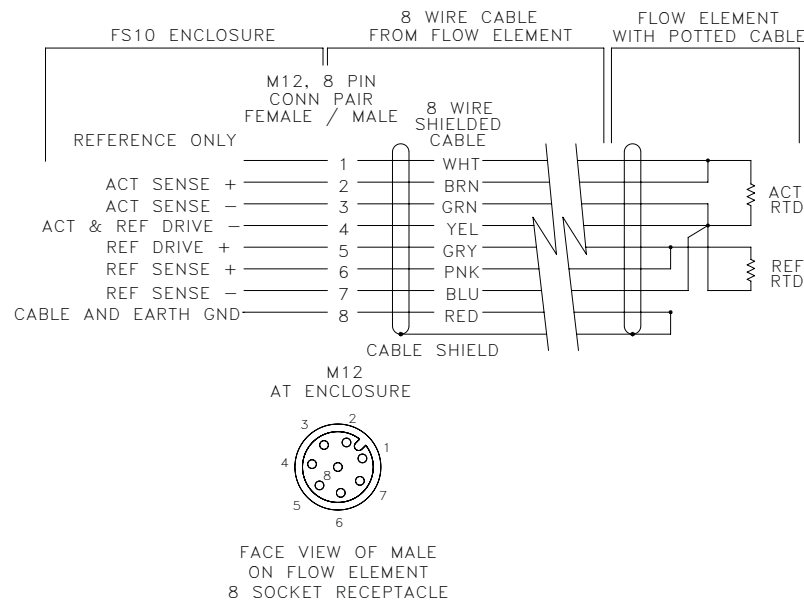 FS10 ENCLOSURE
8 WIRE CABLE
FROM FLOW ELEMENT
FLOW ELEMENT
WITH POTTED CABLE
M12, 8 PIN
CONN PAIR
FEMALE / MALE
8 WIRE
SHIELDED
CABLE
REFERENCE ONLY
1 WHT
ACT SENSE + 2 BRN
ACT SENSE − 3 GRN
ACT & REF DRIVE − 4 YEL
REF DRIVE + 5 GRY
REF SENSE + 6 PNK
REF SENSE − 7 BLU
CABLE AND EARTH GND 8 RED
ACT
RTD
REF
RTD
CABLE SHIELD
M12
AT ENCLOSURE
3 2 1
4 8
5 6 7
FACE VIEW OF MALE
ON FLOW ELEMENT
8 SOCKET RECEPTACLE